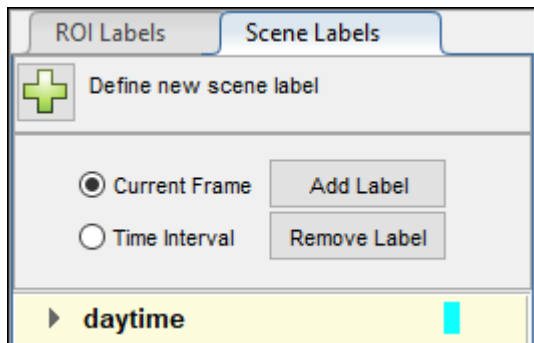 ROI Labels
Scene Labels
Define new scene label
Current Frame
Add Label
Time Interval
Remove Label
daytime